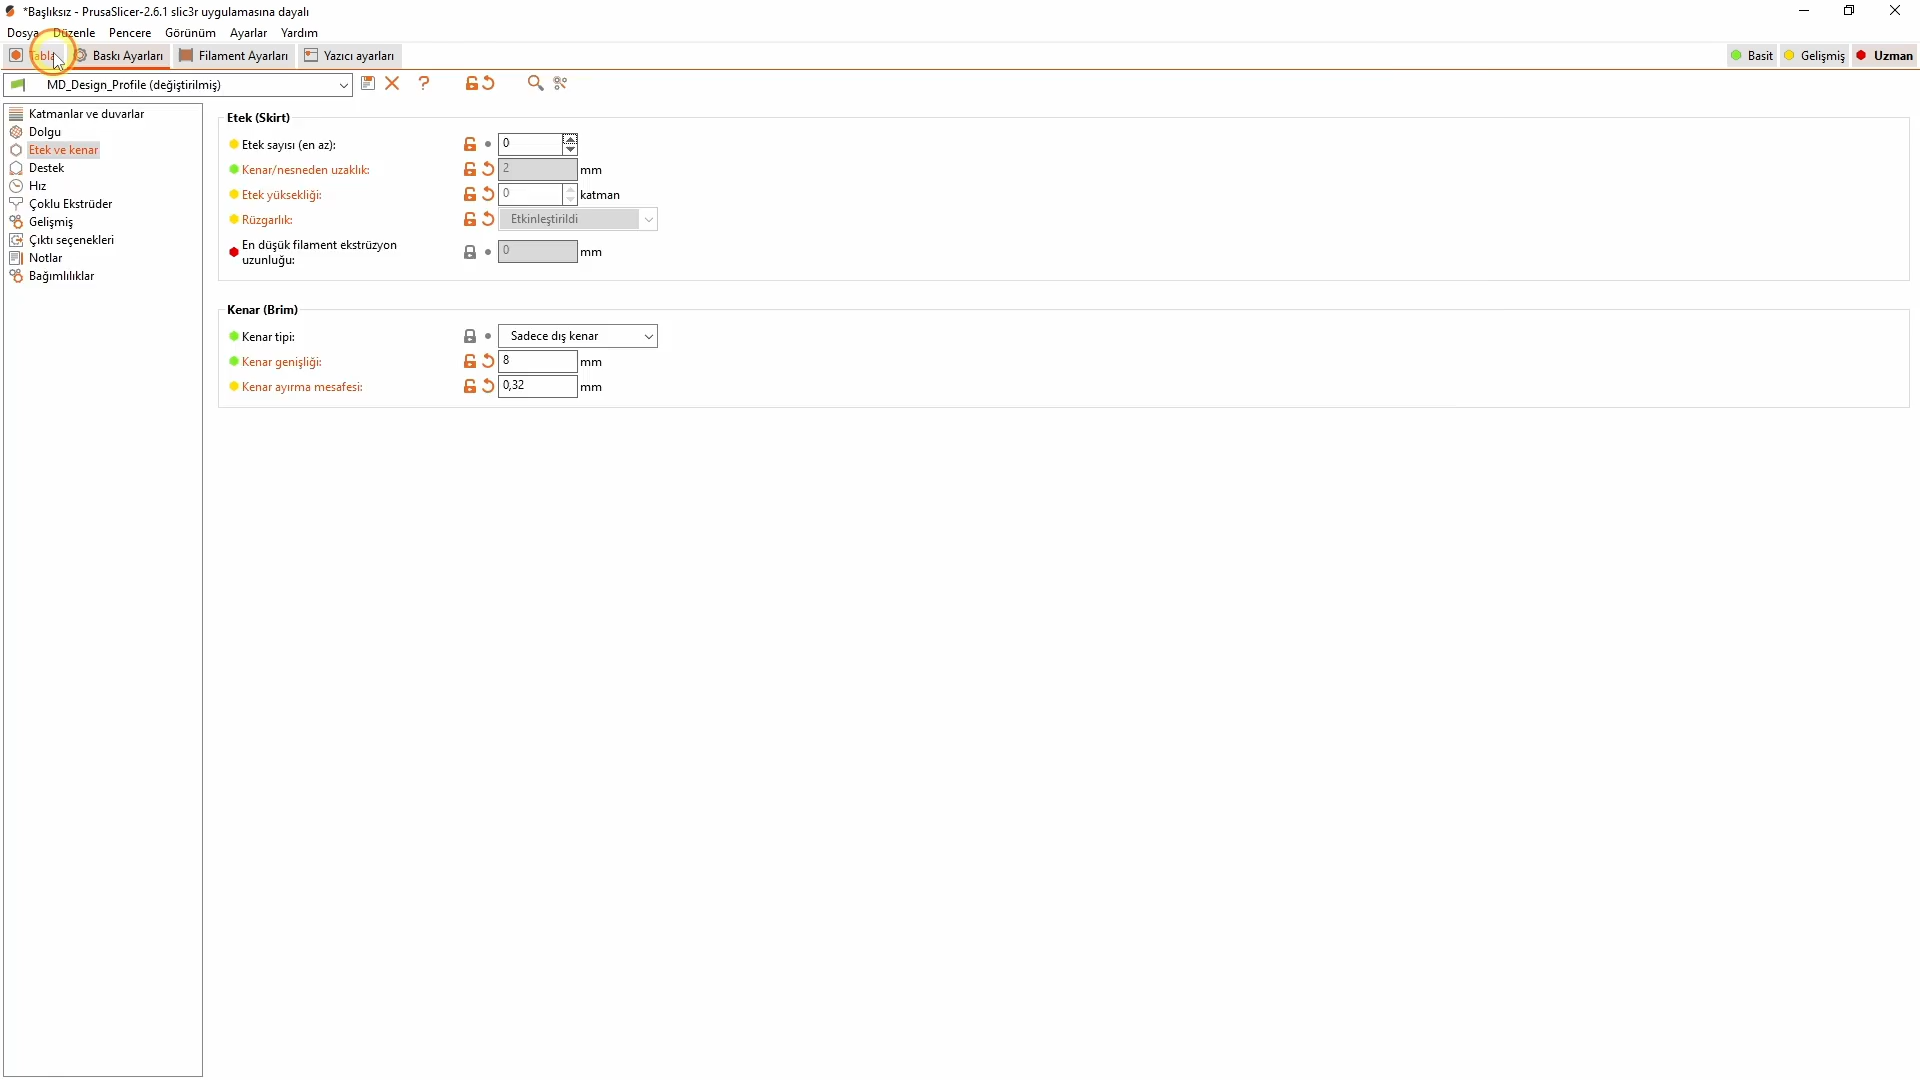 *Başlıksız - PrusaSlicer-2.6.1 slic3r uygulamasına dayalı
Dosya Düzenle Pencere Görünüm Ayarlar Yardım
Tabla Baskı Ayarları Filament Ayarları Yazıcı ayarları Basit Gelişmiş Uzman
MD_Design_Profile (değiştirilmiş)
Katmanlar ve duvarlar
Dolgu
Etek ve kenar
Destek
Hız
Çoklu Ekstrüder
Gelişmiş
Çıktı seçenekleri
Notlar
Bağımlılıklar
Etek (Skirt)
Etek sayısı (en az): 0
Kenar/nesneden uzaklık: 2 mm
Etek yüksekliği: 0 katman
Rüzgarlık: Etkinleştirildi
En düşük filament ekstrüzyon
uzunluğu: 0 mm
Kenar (Brim)
Kenar tipi: Sadece dış kenar
Kenar genişliği: 8 mm
Kenar ayırma mesafesi: 0,32 mm